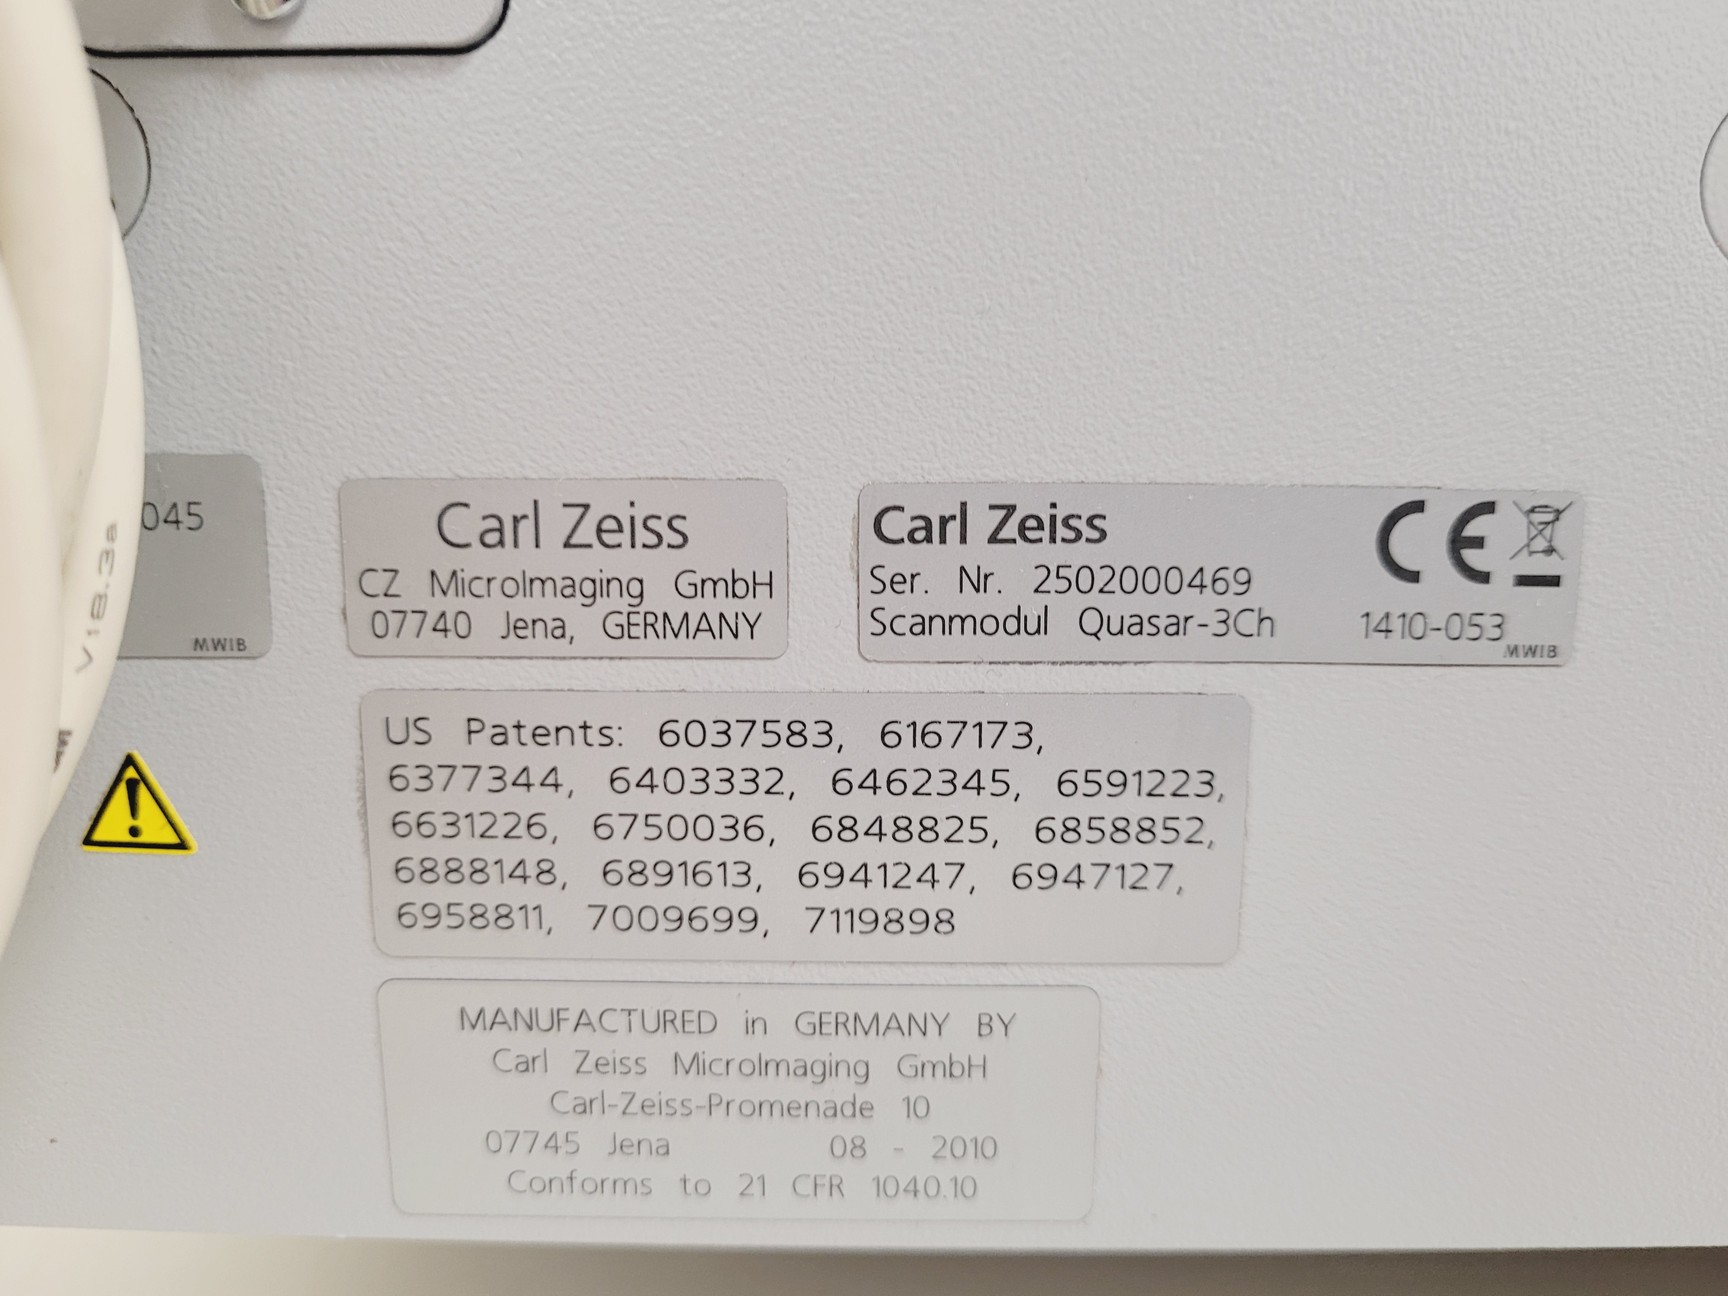 045
MWIB
V18.3a
Carl Zeiss
CZ MicroImaging GmbH
07740 Jena, GERMANY
Carl Zeiss
CE
Ser. Nr. 2502000469
Scanmodul Quasar-3Ch 1410-053
MWIB
US Patents: 6037583, 6167173,
6377344, 6403332, 6462345, 6591223,
6631226, 6750036, 6848825, 6858852,
6888148, 6891613, 6941247, 6947127,
6958811, 7009699, 7119898
MANUFACTURED in GERMANY BY
Carl Zeiss MicroImaging GmbH
Carl-Zeiss-Promenade 10
07745 Jena 08 - 2010
Conforms to 21 CFR 1040.10